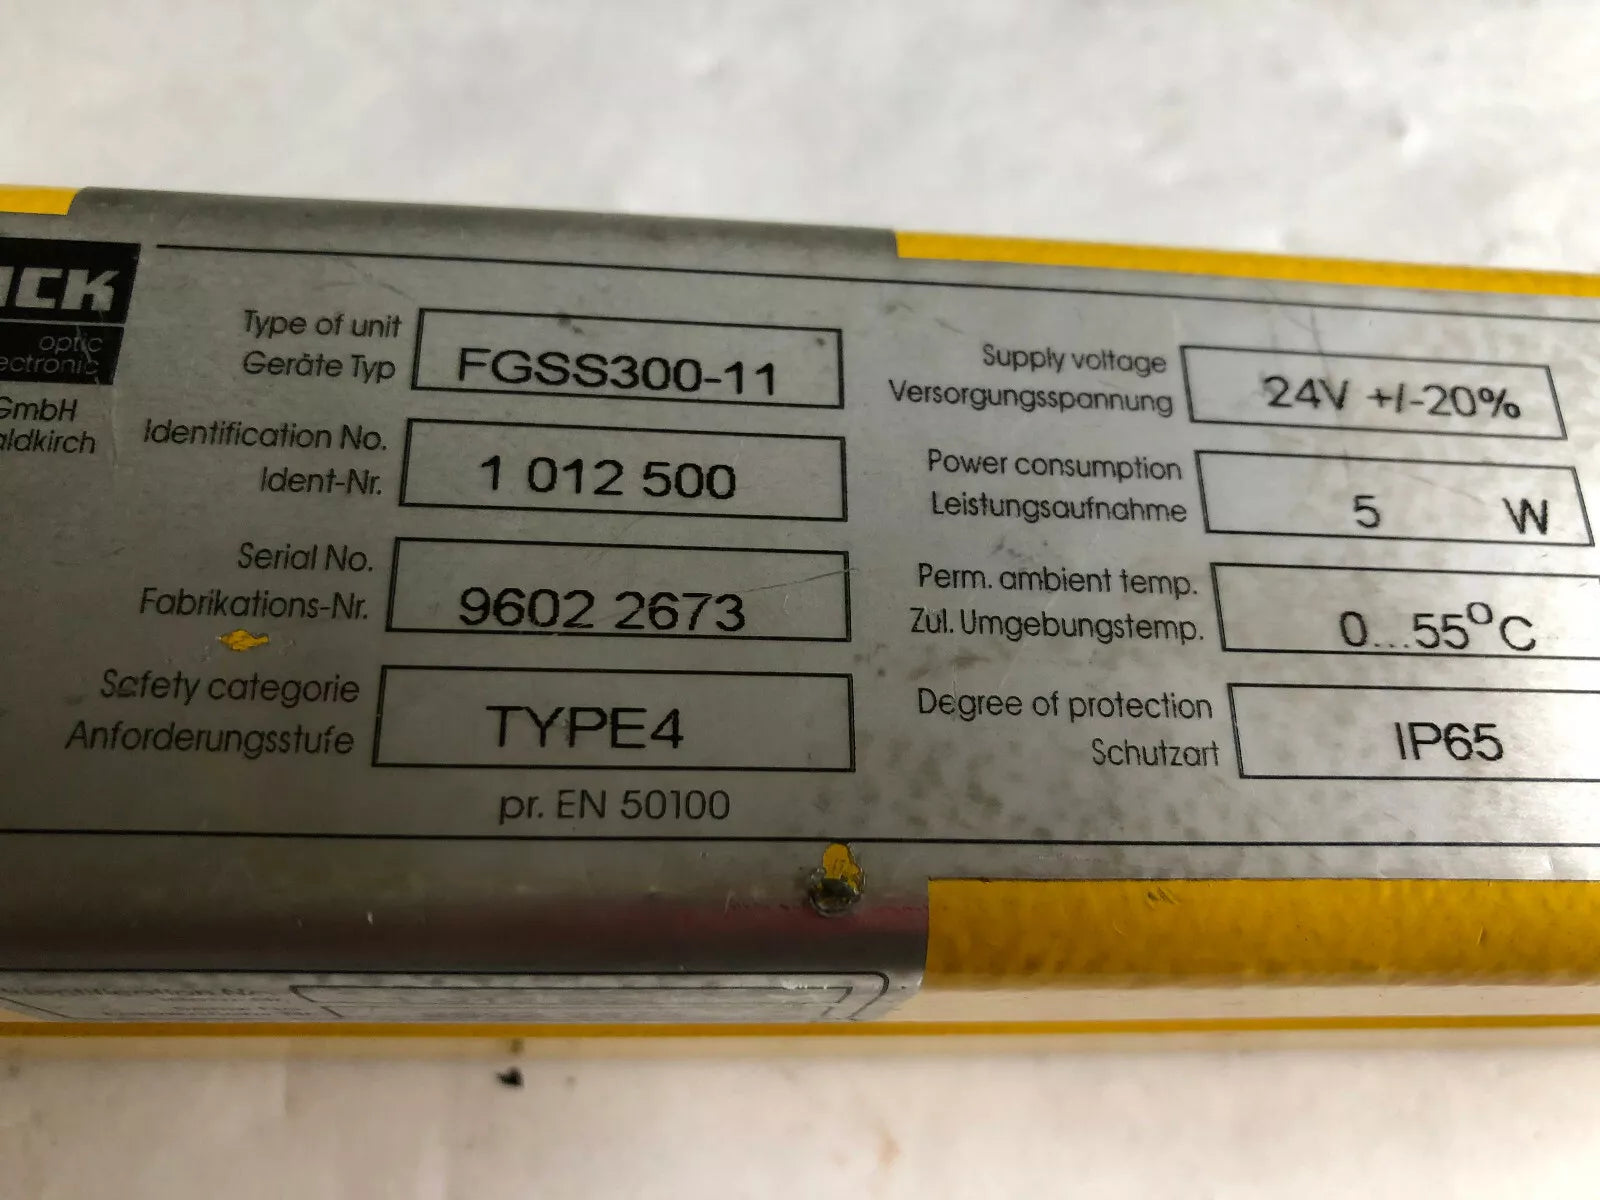 ICK
optic
ectronic
GmbH
aldkirch
Type of unit
Geräte Typ
FGSS300-11
Identification No.
Ident-Nr.
1 012 500
Serial No.
Fabrikations-Nr.
9602 2673
Safety categorie
Anforderungsstufe
TYPE4
pr. EN 50100
Supply voltage
Versorgungsspannung
24V +/-20%
Power consumption
Leistungsaufnahme
5 W
Perm. ambient temp.
Zul. Umgebungstemp.
0...55°C
Degree of protection
Schutzart
IP65